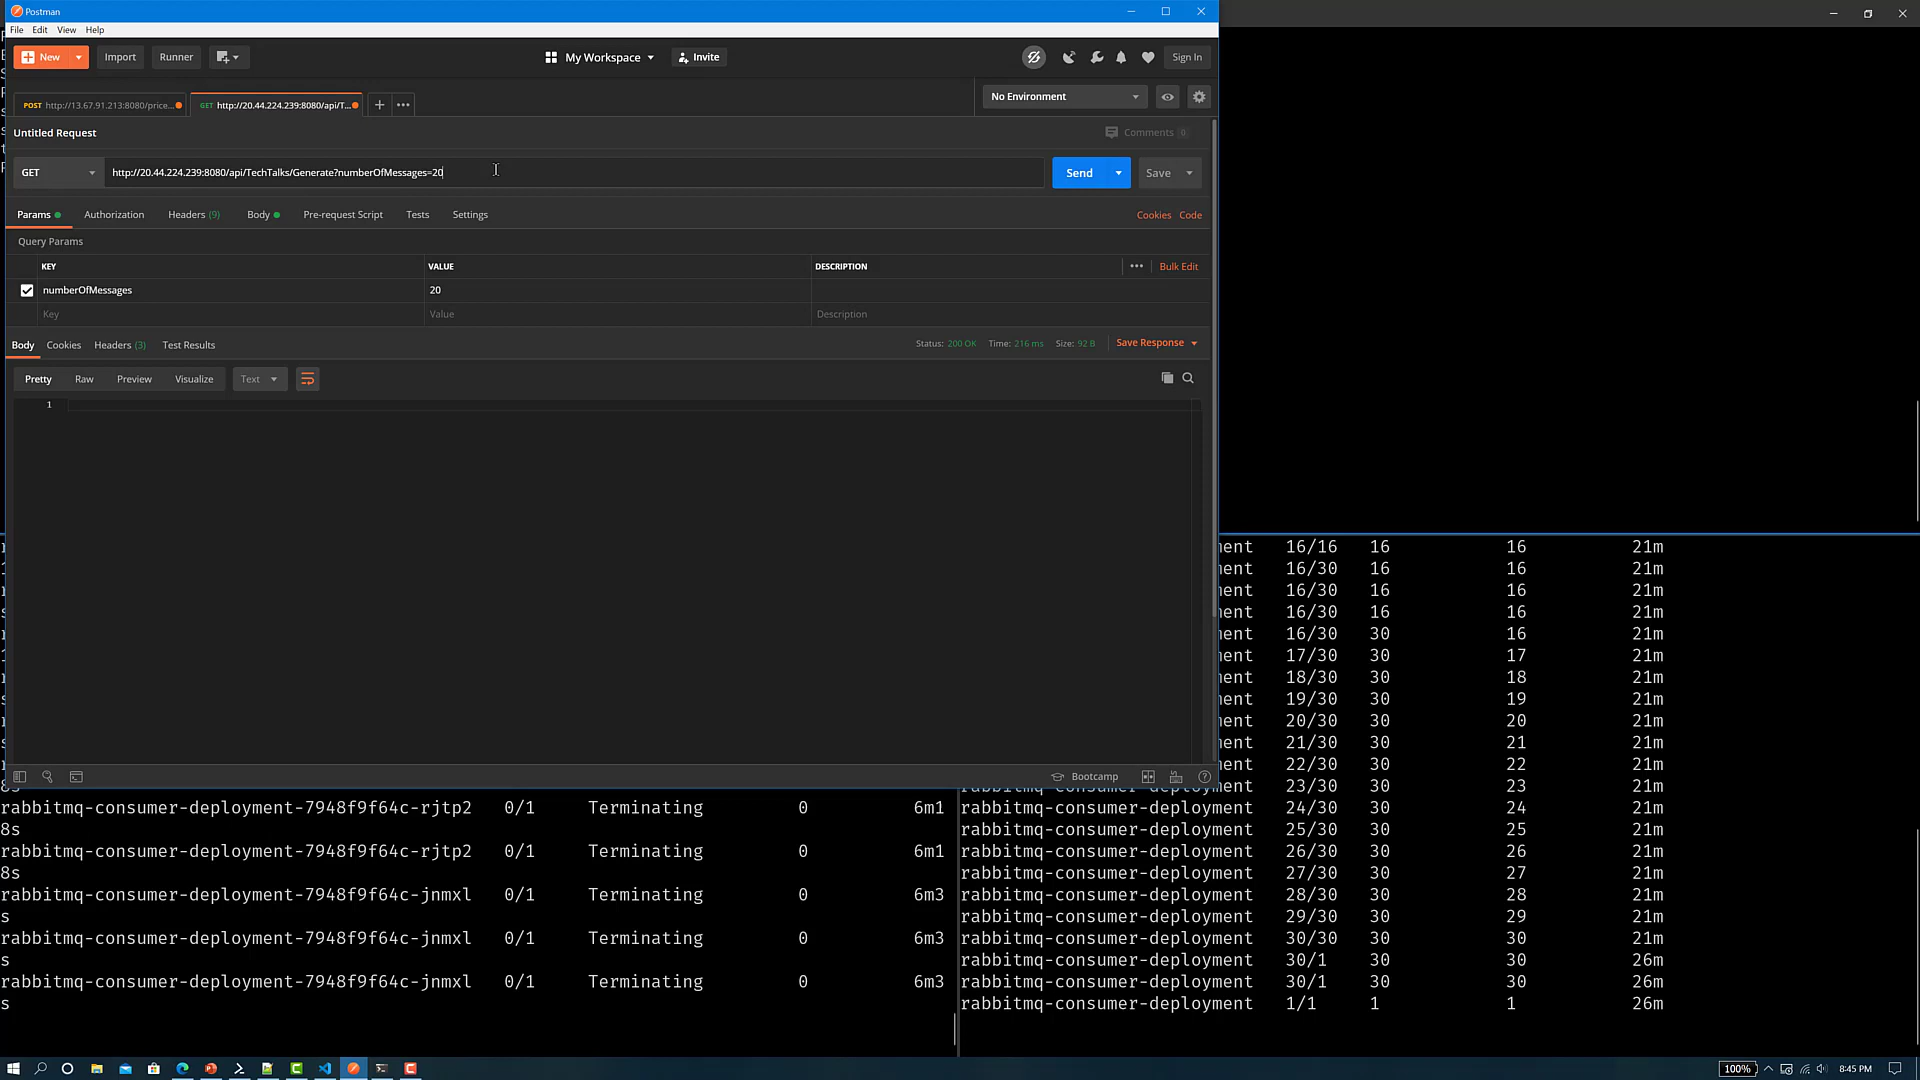 Postman
File Edit View Help
New Import Runner My Workspace Invite Sign In
POST http://13.67.91.213:8080/price... GET http://20.44.224.239:8080/api/T... No Environment
Untitled Request Comments 0
GET http://20.44.224.239:8080/api/TechTalks/Generate?numberOfMessages=20 Send Save
Params Authorization Headers (9) Body Pre-request Script Tests Settings Cookies Code
Query Params
KEY VALUE DESCRIPTION Bulk Edit
numberOfMessages 20
Key Value Description
Body Cookies Headers (3) Test Results Status: 200 OK Time: 216 ms Size: 92 B Save Response
Pretty Raw Preview Visualize Text
1
Bootcamp
8s
rabbitmq-consumer-deployment-7948f9f64c-rjtp2 0/1 Terminating 0 6m1
8s
rabbitmq-consumer-deployment-7948f9f64c-rjtp2 0/1 Terminating 0 6m1
8s
rabbitmq-consumer-deployment-7948f9f64c-jnmxl 0/1 Terminating 0 6m3
s
rabbitmq-consumer-deployment-7948f9f64c-jnmxl 0/1 Terminating 0 6m3
s
rabbitmq-consumer-deployment-7948f9f64c-jnmxl 0/1 Terminating 0 6m3
s
ment 16/16 16 16 21m
ment 16/30 16 16 21m
ment 16/30 16 16 21m
ment 16/30 16 16 21m
ment 16/30 30 16 21m
ment 17/30 30 17 21m
ment 18/30 30 18 21m
ment 19/30 30 19 21m
ment 20/30 30 20 21m
ment 21/30 30 21 21m
ment 22/30 30 22 21m
rabbitmq-consumer-deployment 23/30 30 23 21m
rabbitmq-consumer-deployment 24/30 30 24 21m
rabbitmq-consumer-deployment 25/30 30 25 21m
rabbitmq-consumer-deployment 26/30 30 26 21m
rabbitmq-consumer-deployment 27/30 30 27 21m
rabbitmq-consumer-deployment 28/30 30 28 21m
rabbitmq-consumer-deployment 29/30 30 29 21m
rabbitmq-consumer-deployment 30/30 30 30 21m
rabbitmq-consumer-deployment 30/1 30 30 26m
rabbitmq-consumer-deployment 30/1 30 30 26m
rabbitmq-consumer-deployment 1/1 1 1 26m
100% 8:45 PM